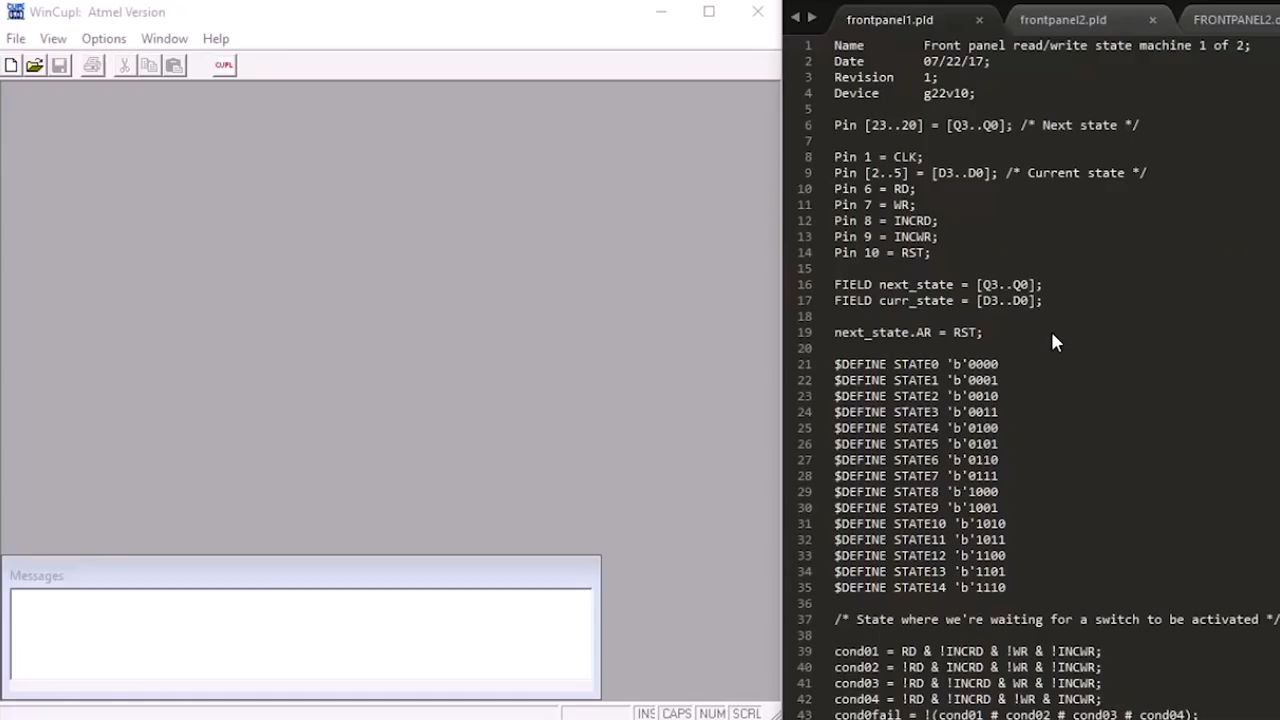 WinCupl: Atmel Version
File View Options Window Help
CUPL
Messages
INS CAPS NUM SCRL
frontpanel1.pld × frontpanel2.pld × FRONTPANEL2.
1 Name Front panel read/write state machine 1 of 2;
2 Date 07/22/17;
3 Revision 1;
4 Device g22v10;
5
6 Pin [23..20] = [Q3..Q0]; /* Next state */
7
8 Pin 1 = CLK;
9 Pin [2..5] = [D3..D0]; /* Current state */
10 Pin 6 = RD;
11 Pin 7 = WR;
12 Pin 8 = INCRD;
13 Pin 9 = INCWR;
14 Pin 10 = RST;
15
16 FIELD next_state = [Q3..Q0];
17 FIELD curr_state = [D3..D0];
18
19 next_state.AR = RST;
20
21 $DEFINE STATE0 'b'0000
22 $DEFINE STATE1 'b'0001
23 $DEFINE STATE2 'b'0010
24 $DEFINE STATE3 'b'0011
25 $DEFINE STATE4 'b'0100
26 $DEFINE STATE5 'b'0101
27 $DEFINE STATE6 'b'0110
28 $DEFINE STATE7 'b'0111
29 $DEFINE STATE8 'b'1000
30 $DEFINE STATE9 'b'1001
31 $DEFINE STATE10 'b'1010
32 $DEFINE STATE11 'b'1011
33 $DEFINE STATE12 'b'1100
34 $DEFINE STATE13 'b'1101
35 $DEFINE STATE14 'b'1110
36
37 /* State where we're waiting for a switch to be activated */
38
39 cond01 = RD & !INCRD & !WR & !INCWR;
40 cond02 = !RD & INCRD & !WR & !INCWR;
41 cond03 = !RD & !INCRD & WR & !INCWR;
42 cond04 = !RD & !INCRD & !WR & INCWR;
43 cond0fail = !(cond01 # cond02 # cond03 # cond04);